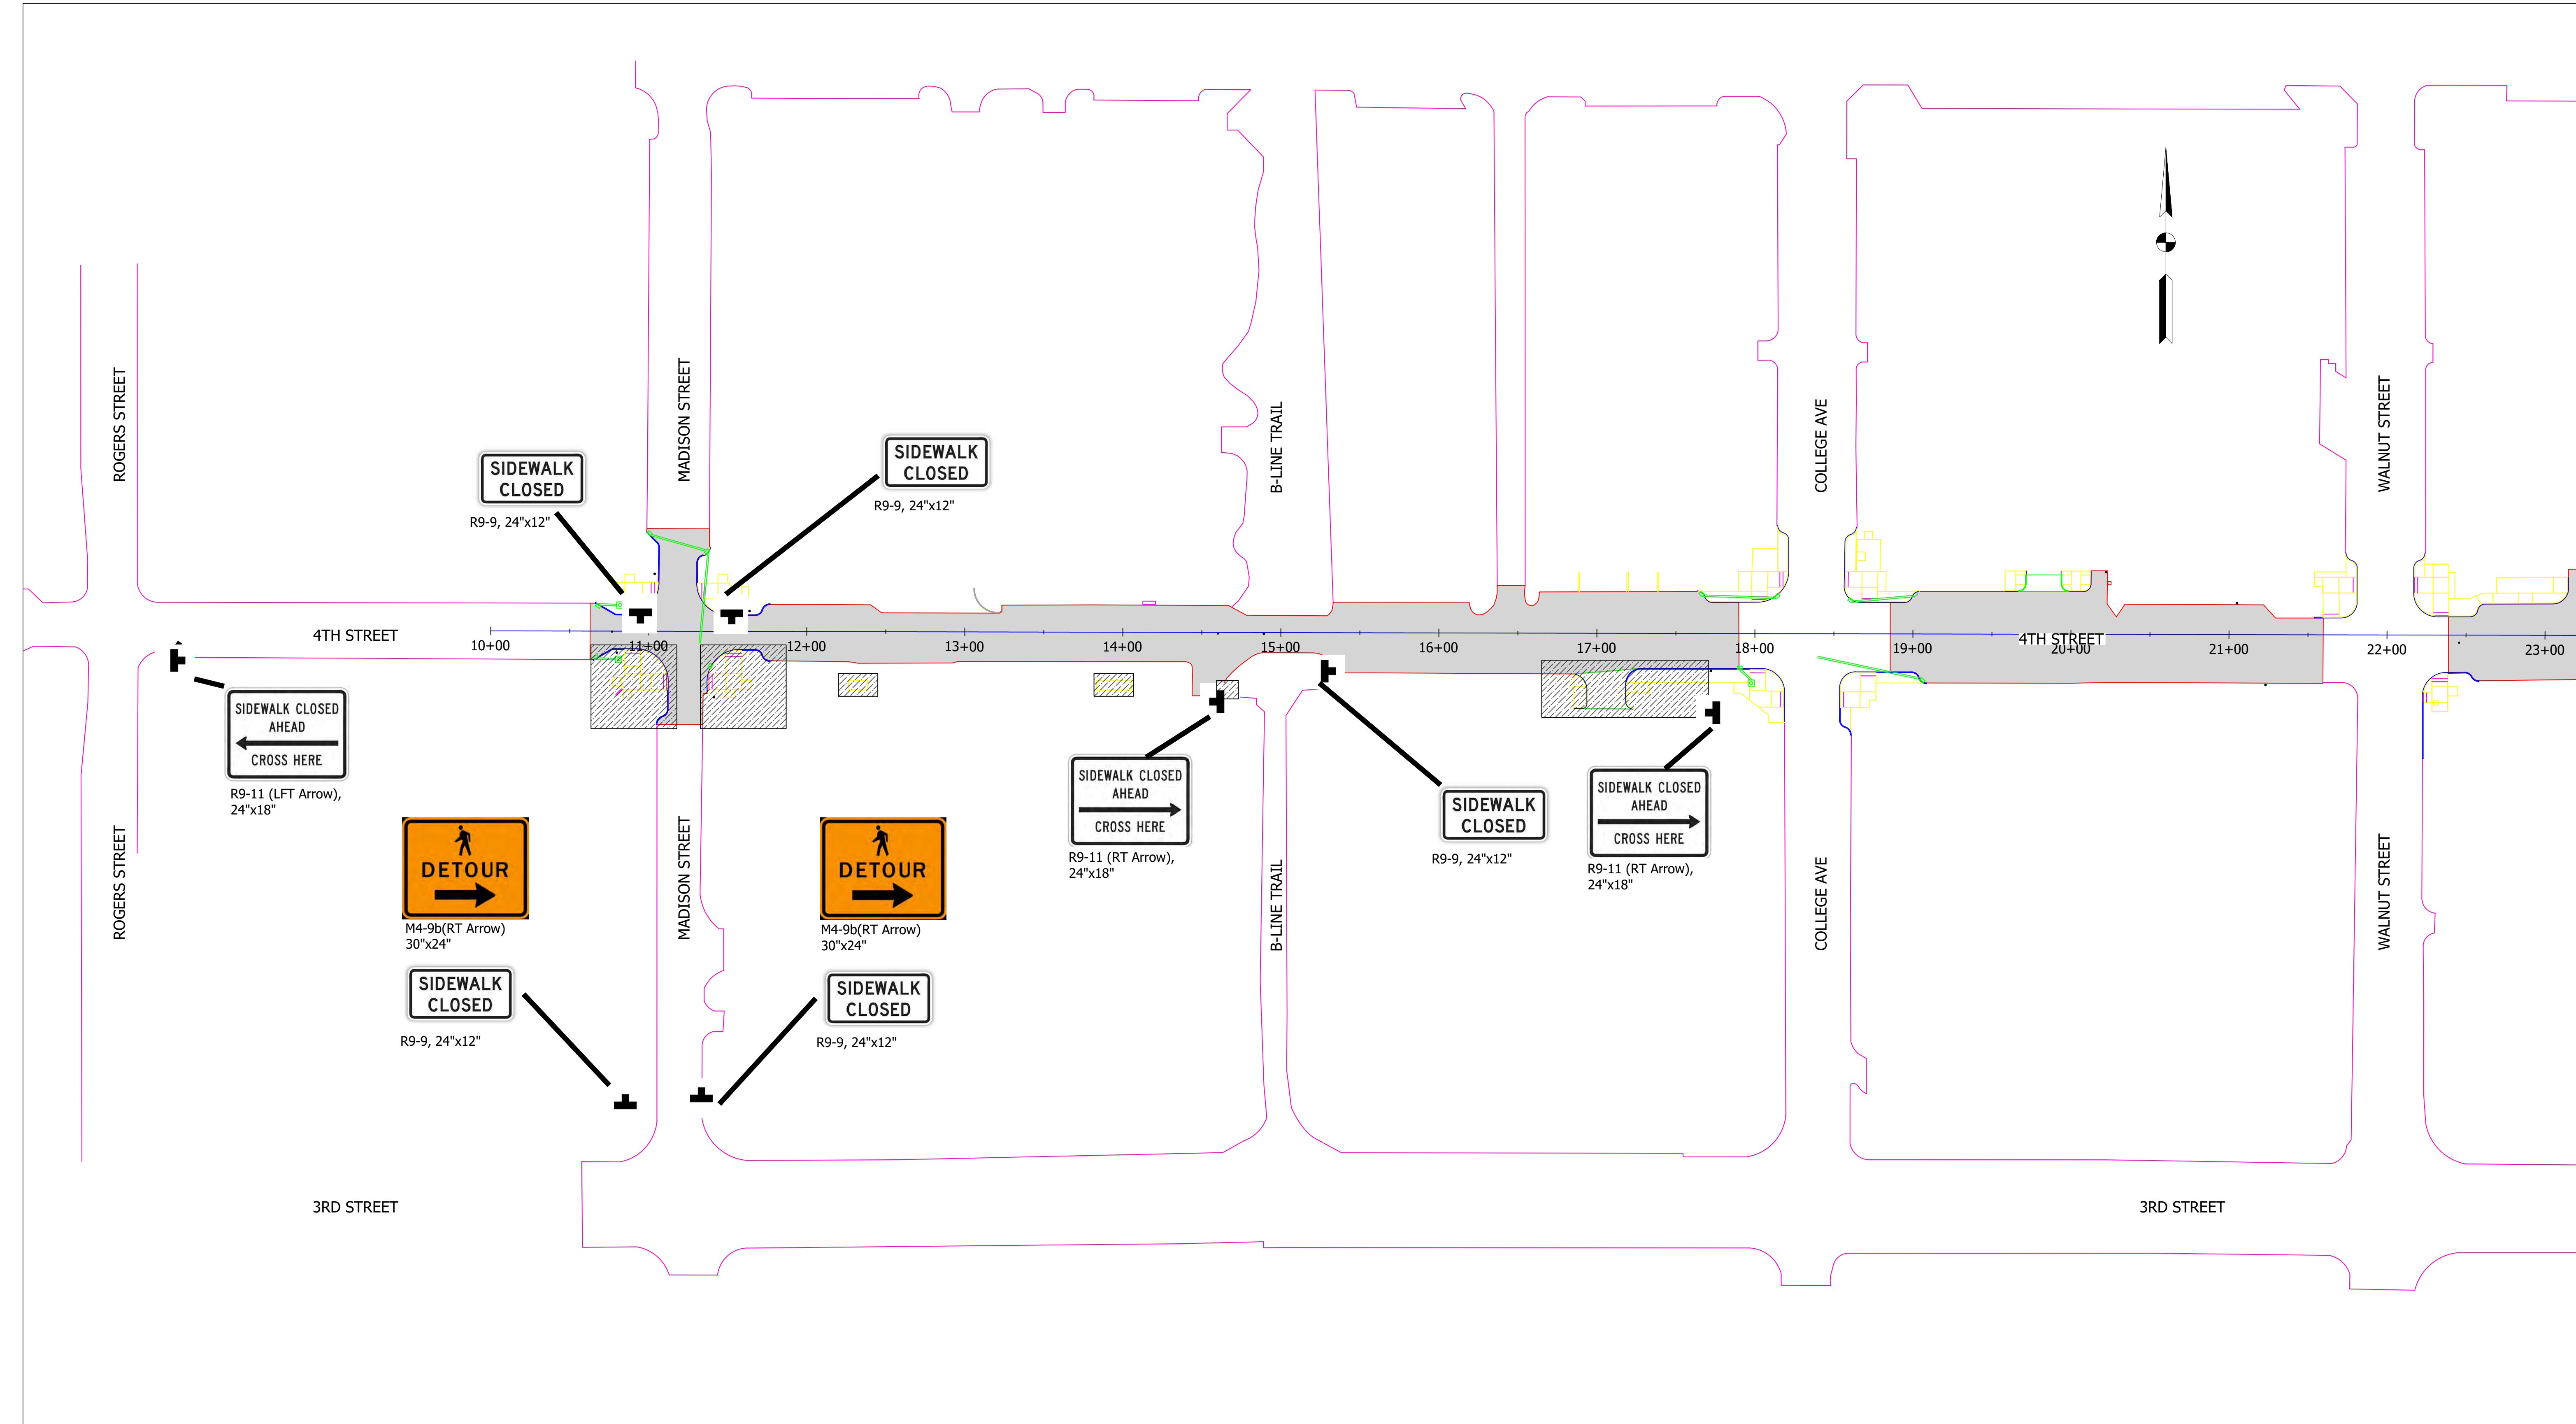 ROGERS STREET
MADISON STREET
B-LINE TRAIL
COLLEGE AVE
WALNUT STREET
SIDEWALK
CLOSED
R9-9, 24"x12"
SIDEWALK
CLOSED
R9-9, 24"x12"
4TH STREET
10+00
11+00
12+00
13+00
14+00
15+00
16+00
17+00
18+00
19+00
4TH STREET
20+00
21+00
22+00
23+00
SIDEWALK CLOSED
AHEAD
CROSS HERE
R9-11 (LFT Arrow),
24"x18"
SIDEWALK CLOSED
AHEAD
CROSS HERE
R9-11 (RT Arrow),
24"x18"
SIDEWALK
CLOSED
R9-9, 24"x12"
SIDEWALK CLOSED
AHEAD
CROSS HERE
R9-11 (RT Arrow),
24"x18"
ROGERS STREET
DETOUR
M4-9b(RT Arrow)
30"x24"
MADISON STREET
DETOUR
M4-9b(RT Arrow)
30"x24"
B-LINE TRAIL
COLLEGE AVE
WALNUT STREET
SIDEWALK
CLOSED
R9-9, 24"x12"
SIDEWALK
CLOSED
R9-9, 24"x12"
3RD STREET
3RD STREET